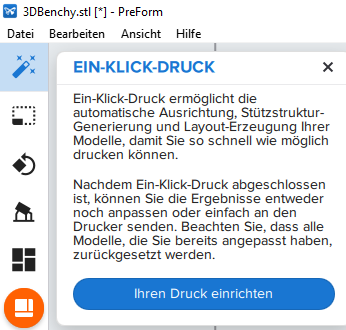 3DBenchy.stl [*] - PreForm
Datei Bearbeiten Ansicht Hilfe
EIN-KLICK-DRUCK
Ein-Klick-Druck ermöglicht die
automatische Ausrichtung, Stützstruktur-
Generierung und Layout-Erzeugung Ihrer
Modelle, damit Sie so schnell wie möglich
drucken können.
Nachdem Ein-Klick-Druck abgeschlossen
ist, können Sie die Ergebnisse entweder
noch anpassen oder einfach an den
Drucker senden. Beachten Sie, dass alle
Modelle, die Sie bereits angepasst haben,
zurückgesetzt werden.
Ihren Druck einrichten